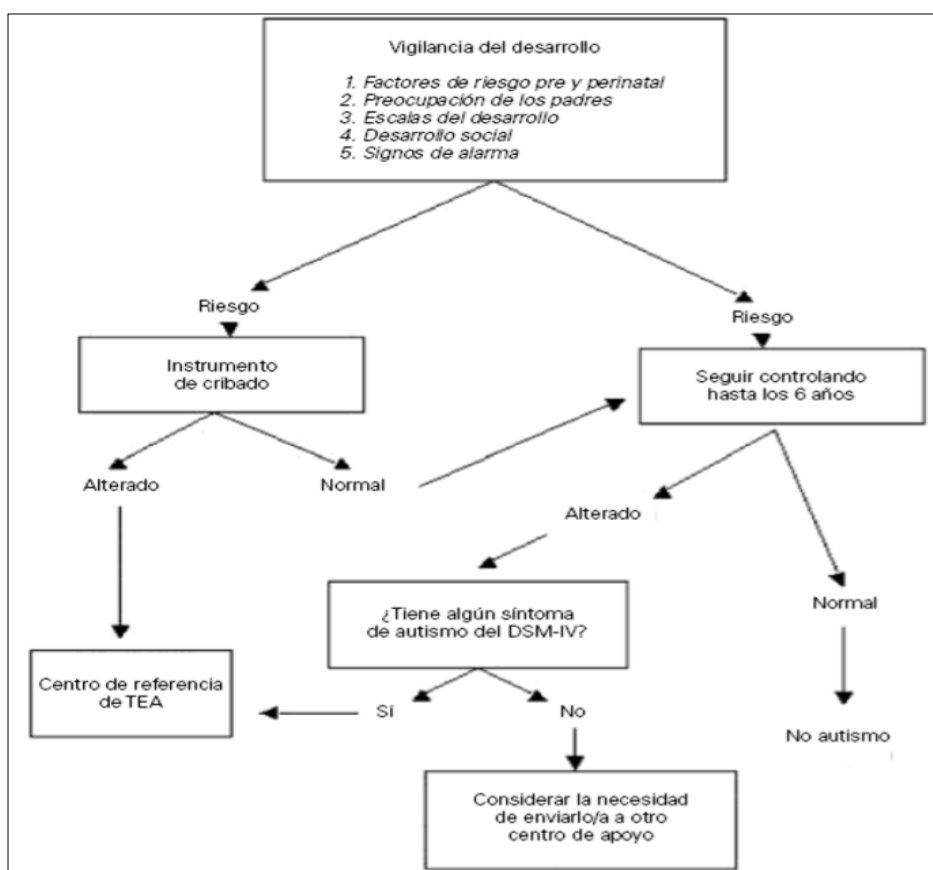 Vigilancia del desarrollo
1. Factores de riesgo pre y perinatal
2. Preocupación de los padres
3. Escalas del desarrollo
4. Desarrollo social
5. Signos de alarma
Riesgo
Riesgo
Instrumento
de cribado
Seguir controlando
hasta los 6 años
Alterado
Normal
Alterado
¿Tiene algún síntoma
de autismo del DSM-IV?
Normal
Centro de referencia
de TEA
Sí
No
No autismo
Considerar la necesidad
de enviarlo/a a otro
centro de apoyo